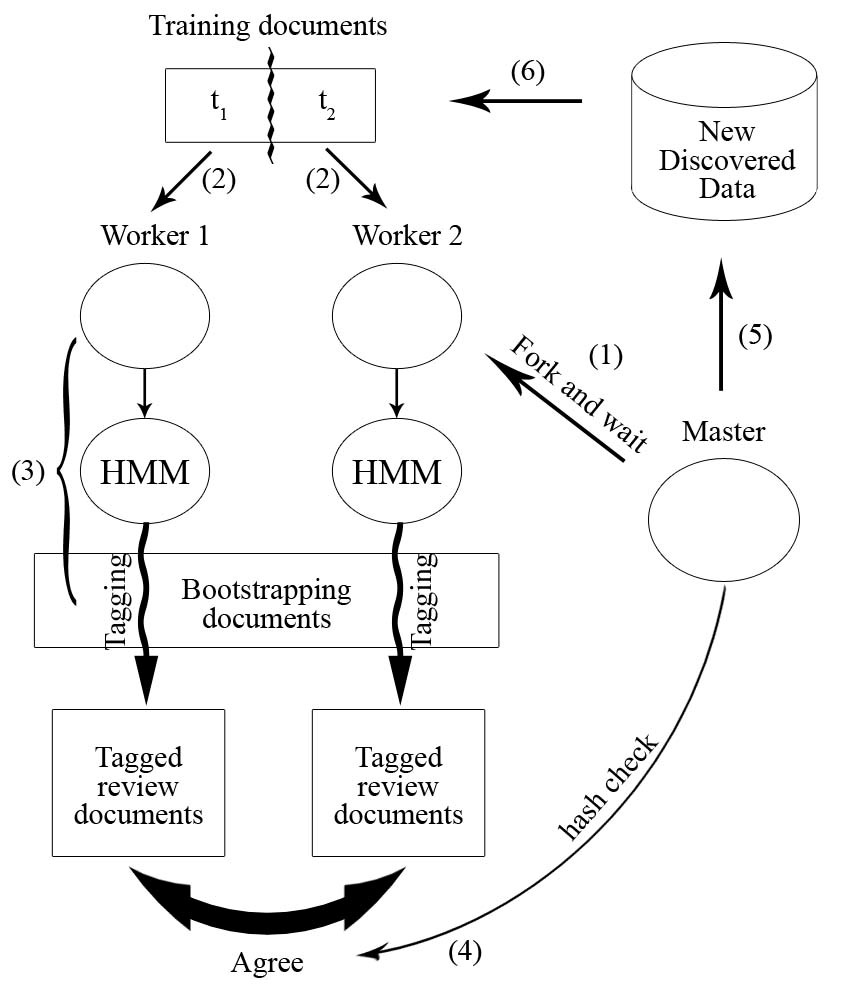 Training documents
t1
t2
(6)
New
Discovered
Data
(2)
(2)
Worker 1
Worker 2
(1)
Fork and wait
(5)
Master
(3)
HMM
HMM
Tagging
Bootstrapping
documents
Tagging
Tagged
review
documents
Tagged
review
documents
hash check
(4)
Agree